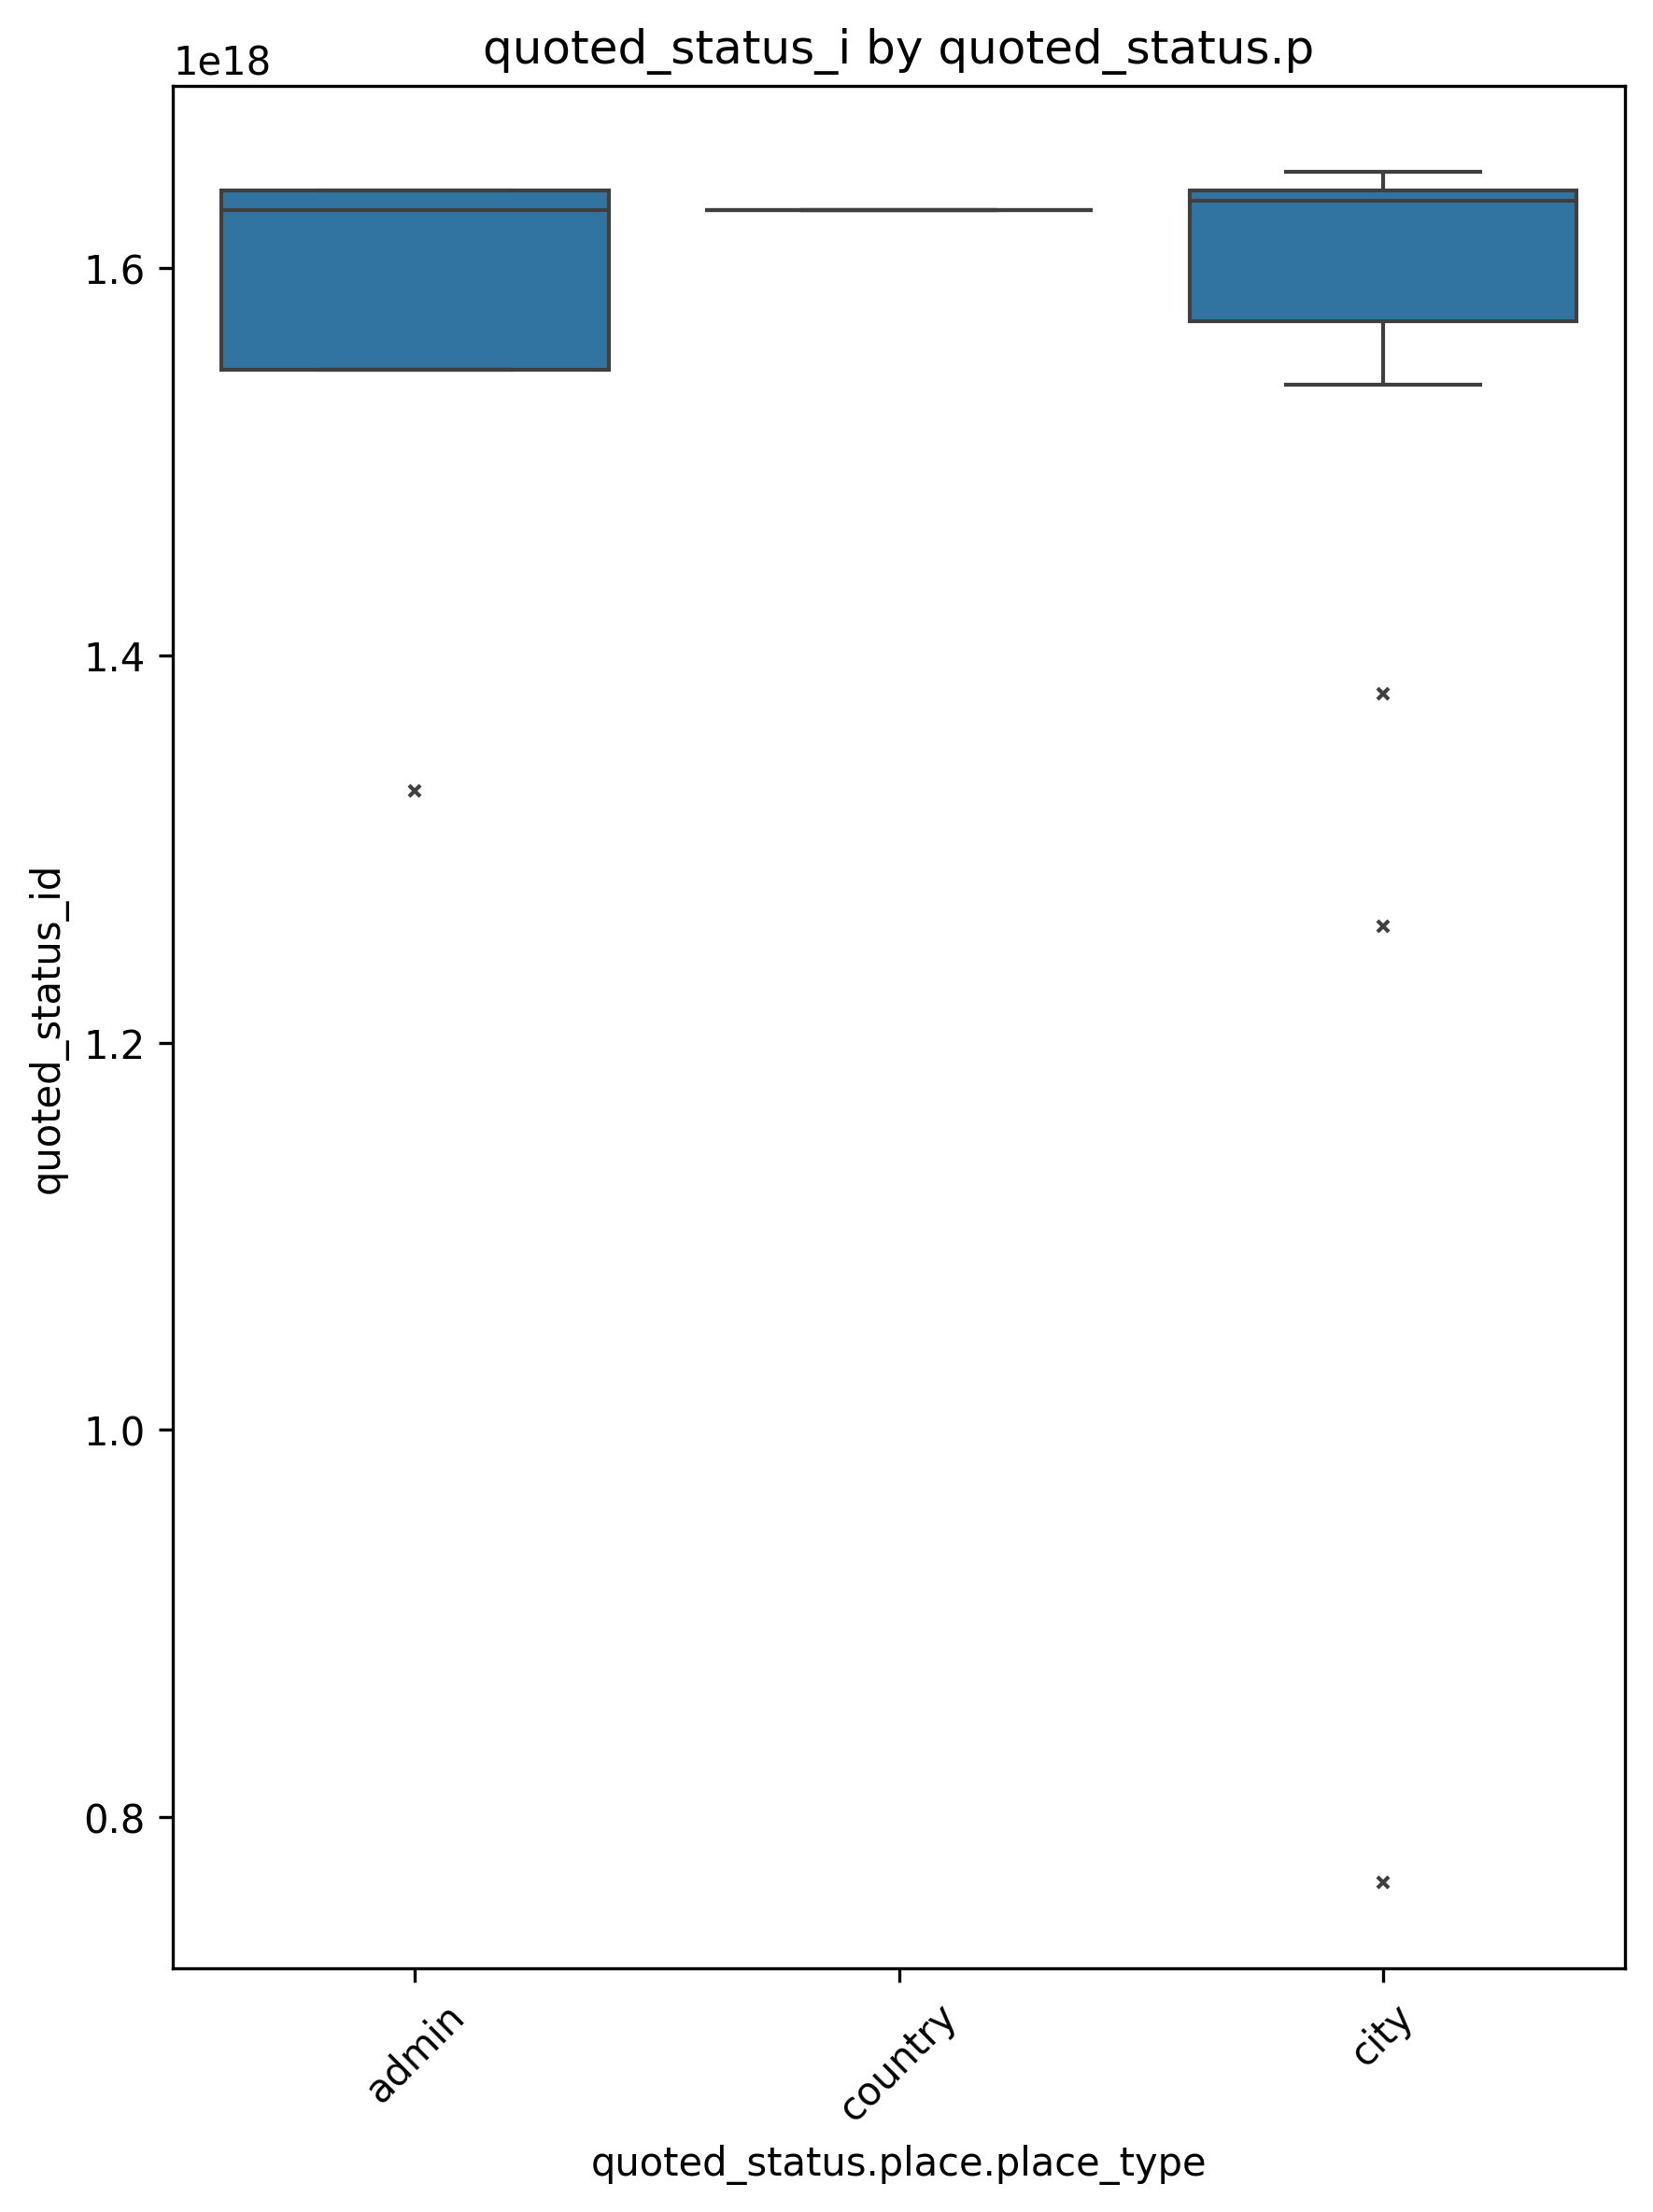 quoted_status_i by quoted_status.p
1e18
1.6
1.4
1.2
1.0
0.8
quoted_status_id
admin
country
city
quoted_status.place.place_type